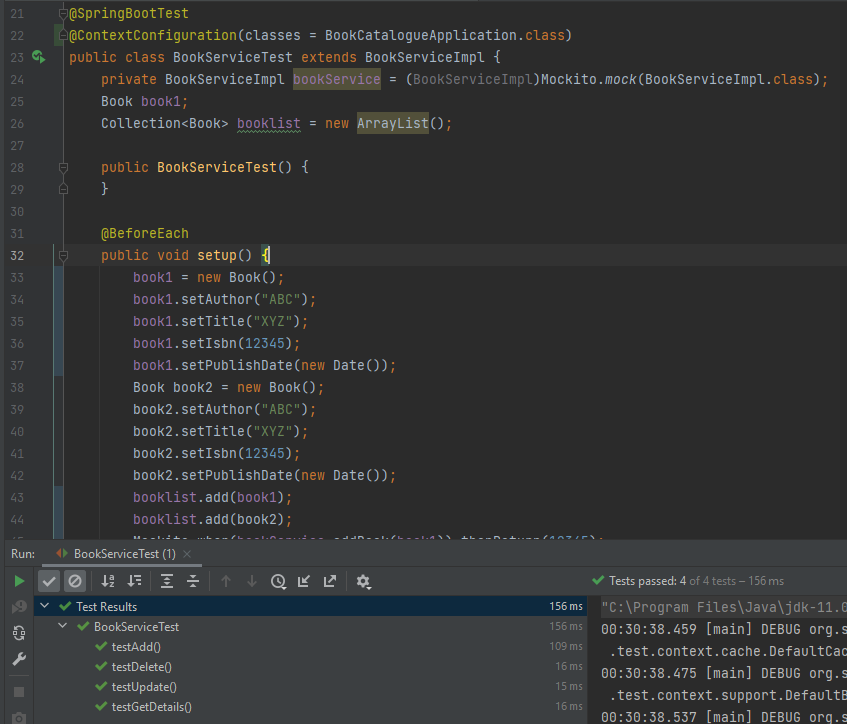 21 @SpringBootTest
22 @ContextConfiguration(classes = BookCatalogueApplication.class)
23 public class BookServiceTest extends BookServiceImpl {
24 private BookServiceImpl bookService = (BookServiceImpl)Mockito.mock(BookServiceImpl.class);
25 Book book1;
26 Collection<Book> booklist = new ArrayList();
27
28 public BookServiceTest() {
29 }
30
31 @BeforeEach
32 public void setup() {
33 book1 = new Book();
34 book1.setAuthor("ABC");
35 book1.setTitle("XYZ");
36 book1.setIsbn(12345);
37 book1.setPublishDate(new Date());
38 Book book2 = new Book();
39 book2.setAuthor("ABC");
40 book2.setTitle("XYZ");
41 book2.setIsbn(12345);
42 book2.setPublishDate(new Date());
43 booklist.add(book1);
44 booklist.add(book2);
45 Mockito.when(bookService.addBook(book1)).thenReturn(12345);
Run: BookServiceTest (1)
Tests passed: 4 of 4 tests – 156 ms
Test Results 156 ms
BookServiceTest 156 ms
testAdd() 109 ms
testDelete() 16 ms
testUpdate() 15 ms
testGetDetails() 16 ms
"C:\Program Files\Java\jdk-11.0
00:30:38.459 [main] DEBUG org.s
.test.context.cache.DefaultCac
00:30:38.475 [main] DEBUG org.s
.test.context.support.DefaultB
00:30:38.537 [main] DEBUG org.s